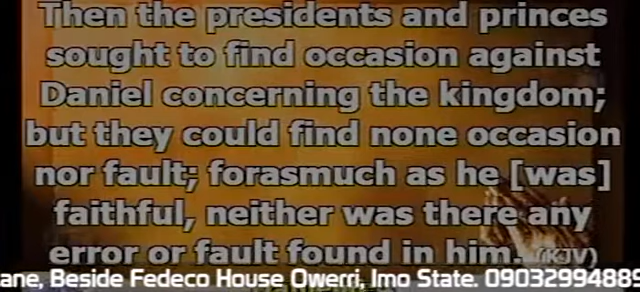 Then the presidents and princes
sought to find occasion against
Daniel concerning the kingdom;
but they could find none occasion
nor fault; forasmuch as he [was]
faithful, neither was there any
error or fault found in him. (KJV)
ane, Beside Fedeco House Owerri, Imo State. 09032994889